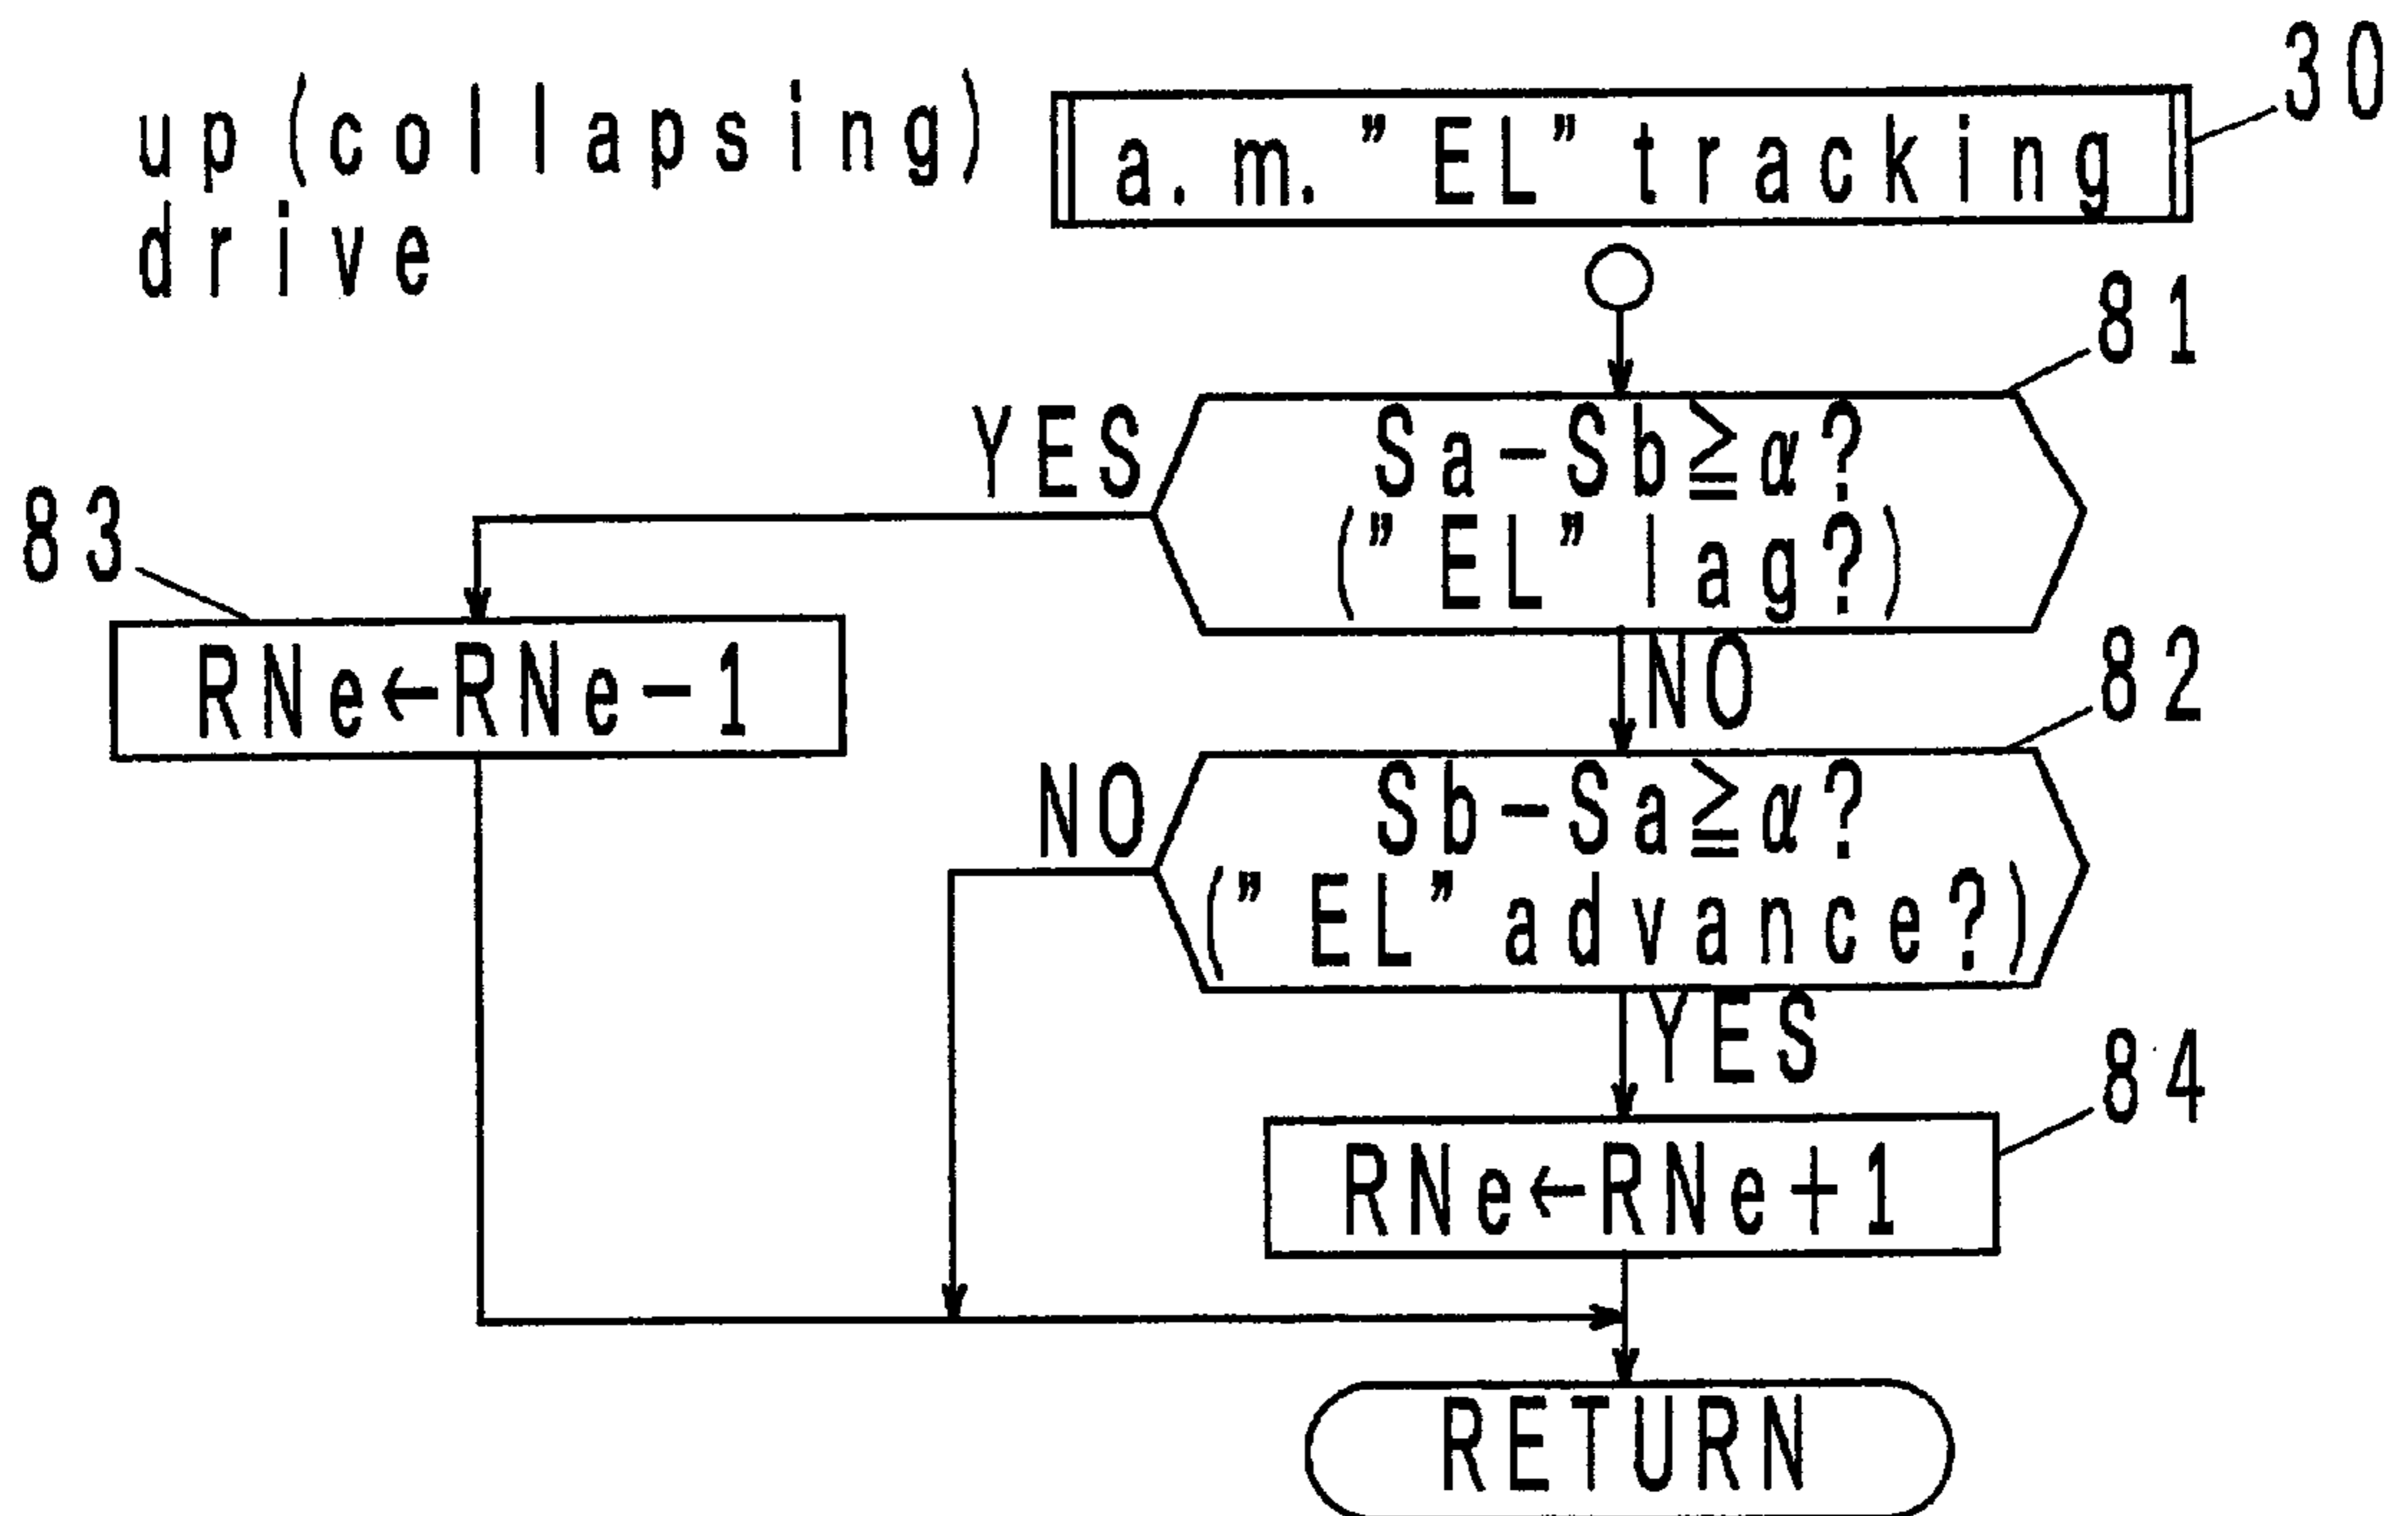 30
up(collapsing)
drive
a.m."EL"tracking
81
YES
Sa−Sb≧α?
("EL"lag?)
83
NO
82
RNe←RNe−1
NO
Sb−Sa≧α?
("EL"advance?)
YES
84
RNe←RNe+1
RETURN